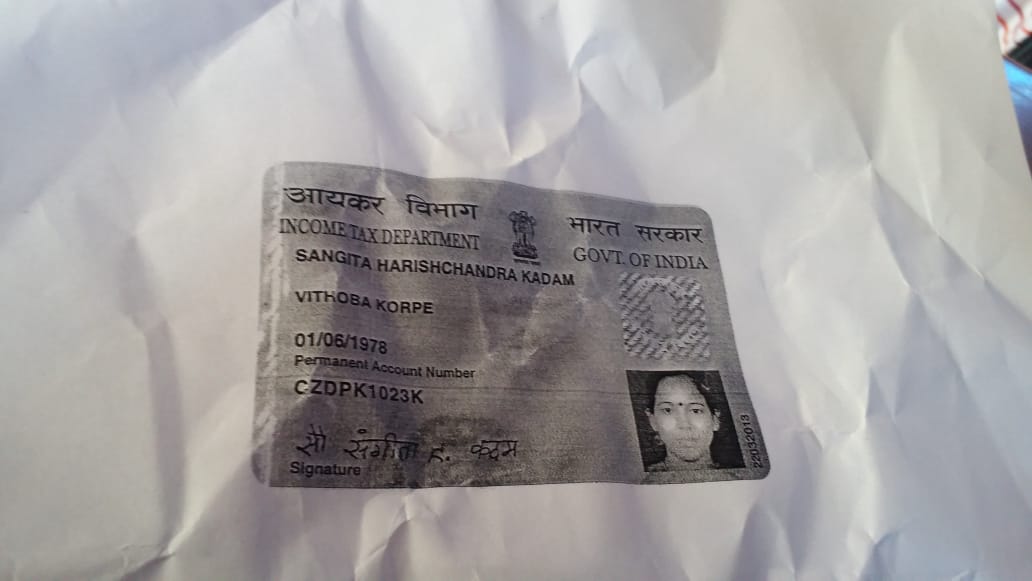 आयकर विभाग
INCOME TAX DEPARTMENT
भारत सरकार
GOVT. OF INDIA
SANGITA HARISHCHANDRA KADAM
VITHOBA KORPE
01/06/1978
Permanent Account Number
CZDPK1023K
सौ संगीता ह. कदम
Signature
22032013